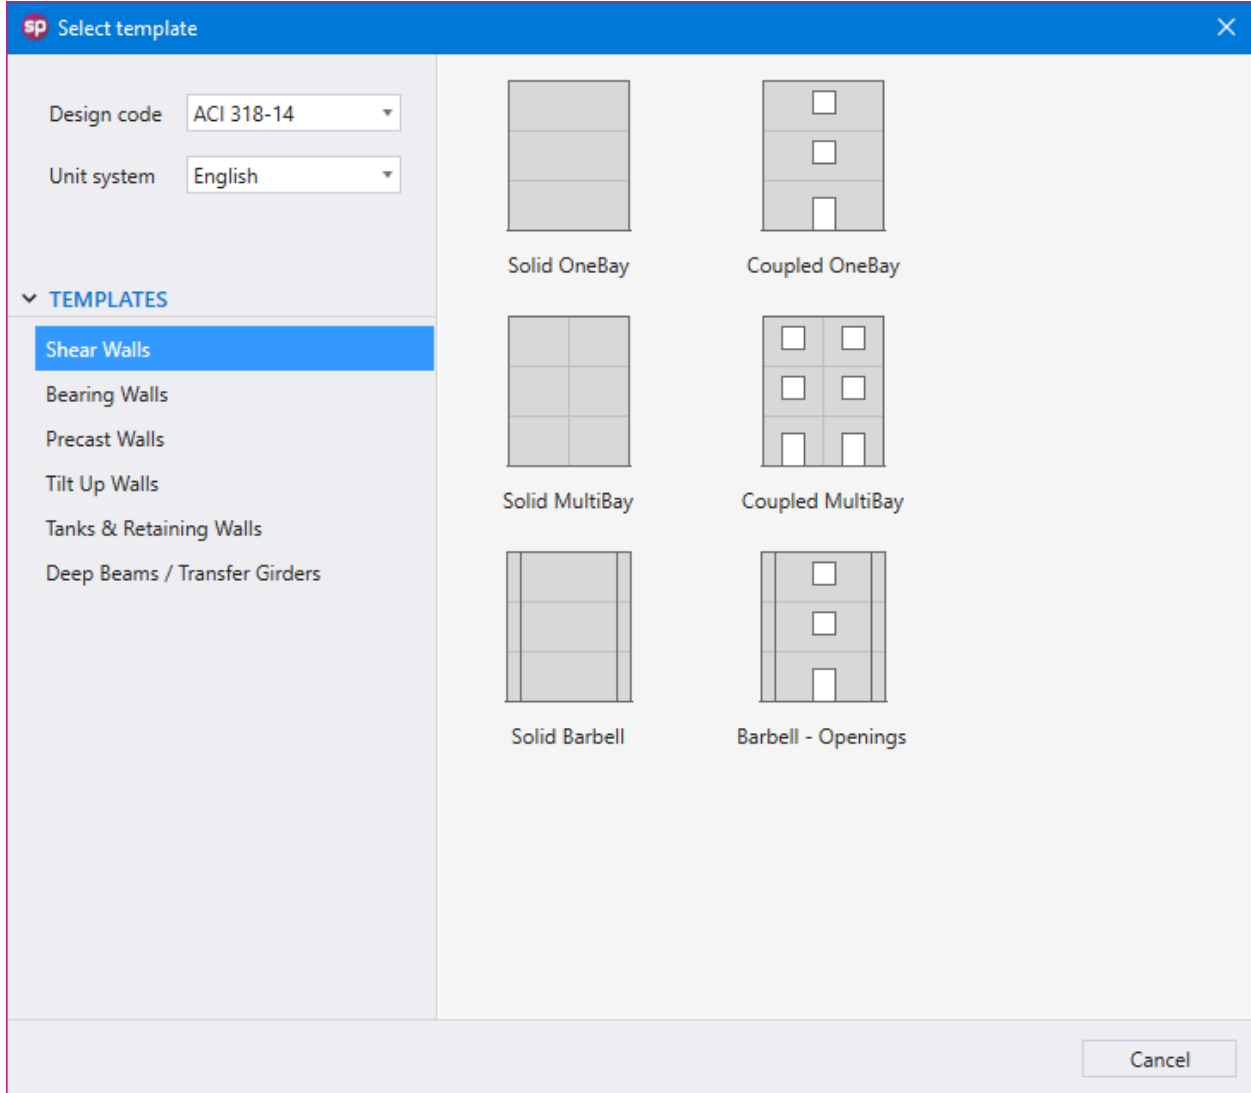 sp Select template
Design code ACI 318-14
Unit system English
TEMPLATES
Shear Walls
Bearing Walls
Precast Walls
Tilt Up Walls
Tanks & Retaining Walls
Deep Beams / Transfer Girders
Solid OneBay
Coupled OneBay
Solid MultiBay
Coupled MultiBay
Solid Barbell
Barbell - Openings
Cancel